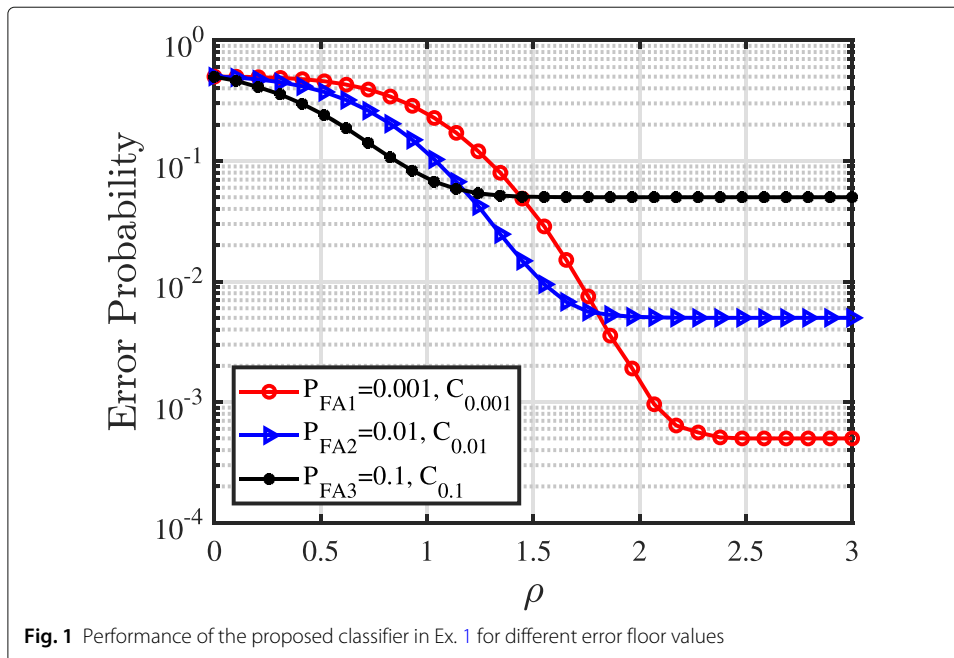 10^0
10^-1
10^-2
10^-3
10^-4
Error Probability
P_FA1=0.001, C_0.001
P_FA2=0.01, C_0.01
P_FA3=0.1, C_0.1
0 0.5 1 1.5 2 2.5 3
ρ
Fig. 1 Performance of the proposed classifier in Ex. 1 for different error floor values